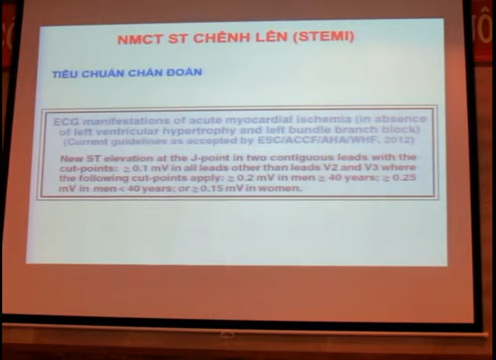 NMCT ST CHÊNH LÊN (STEMI)
TIÊU CHUẨN CHẨN ĐOÁN
ECG manifestations of acute myocardial ischemia (in absence
of left ventricular hypertrophy and left bundle branch block)
(Current guidelines as accepted by ESC/ACCF/AHA/WHF, 2012)
New ST elevation at the J-point in two contiguous leads with the
cut-points: ≥ 0.1 mV in all leads other than leads V2 and V3 where
the following cut-points apply: ≥ 0.2 mV in men ≥ 40 years; ≥ 0.25
mV in men < 40 years; or ≥ 0.15 mV in women.